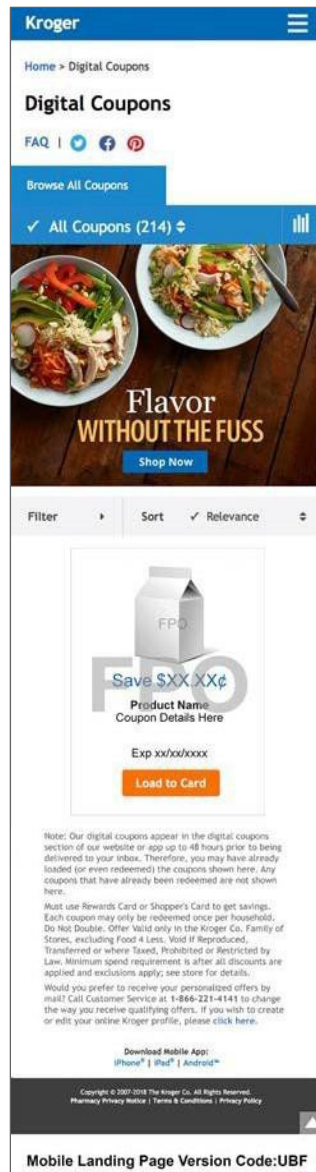 Kroger
Home > Digital Coupons
Digital Coupons
FAQ |
Browse All Coupons
✓ All Coupons (214)
Flavor
WITHOUT THE FUSS
Shop Now
Filter Sort ✓ Relevance
FPO
FPO
Save $XX.XX¢
Product Name
Coupon Details Here
Exp xx/xx/xxxx
Load to Card
Note: Our digital coupons appear in the digital coupons
section of our website or app up to 48 hours prior to being
delivered to your inbox. Therefore, you may have already
loaded (or even redeemed) the coupons shown here. Any
coupons that have already been redeemed are not shown
here.
Must use Rewards Card or Shopper's Card to get savings.
Each coupon may only be redeemed once per household.
Do Not Double. Offer Valid only in the Kroger Co. Family of
Stores, excluding Food 4 Less. Void If Reproduced,
Transferred or where Taxed, Prohibited or Restricted by
Law. Minimum spend requirement is after all discounts are
applied and exclusions apply; see store for details.
Would you prefer to receive your personalized offers by
mail? Call Customer Service at 1-866-221-4141 to change
the way you receive qualifying offers. If you wish to create
or edit your online Kroger profile, please click here.
Download Mobile App:
iPhone® | iPad® | Android™
Copyright © 2007-2018 The Kroger Co. All Rights Reserved.
Pharmacy Privacy Notice | Terms & Conditions | Privacy Policy
Mobile Landing Page Version Code:UBF